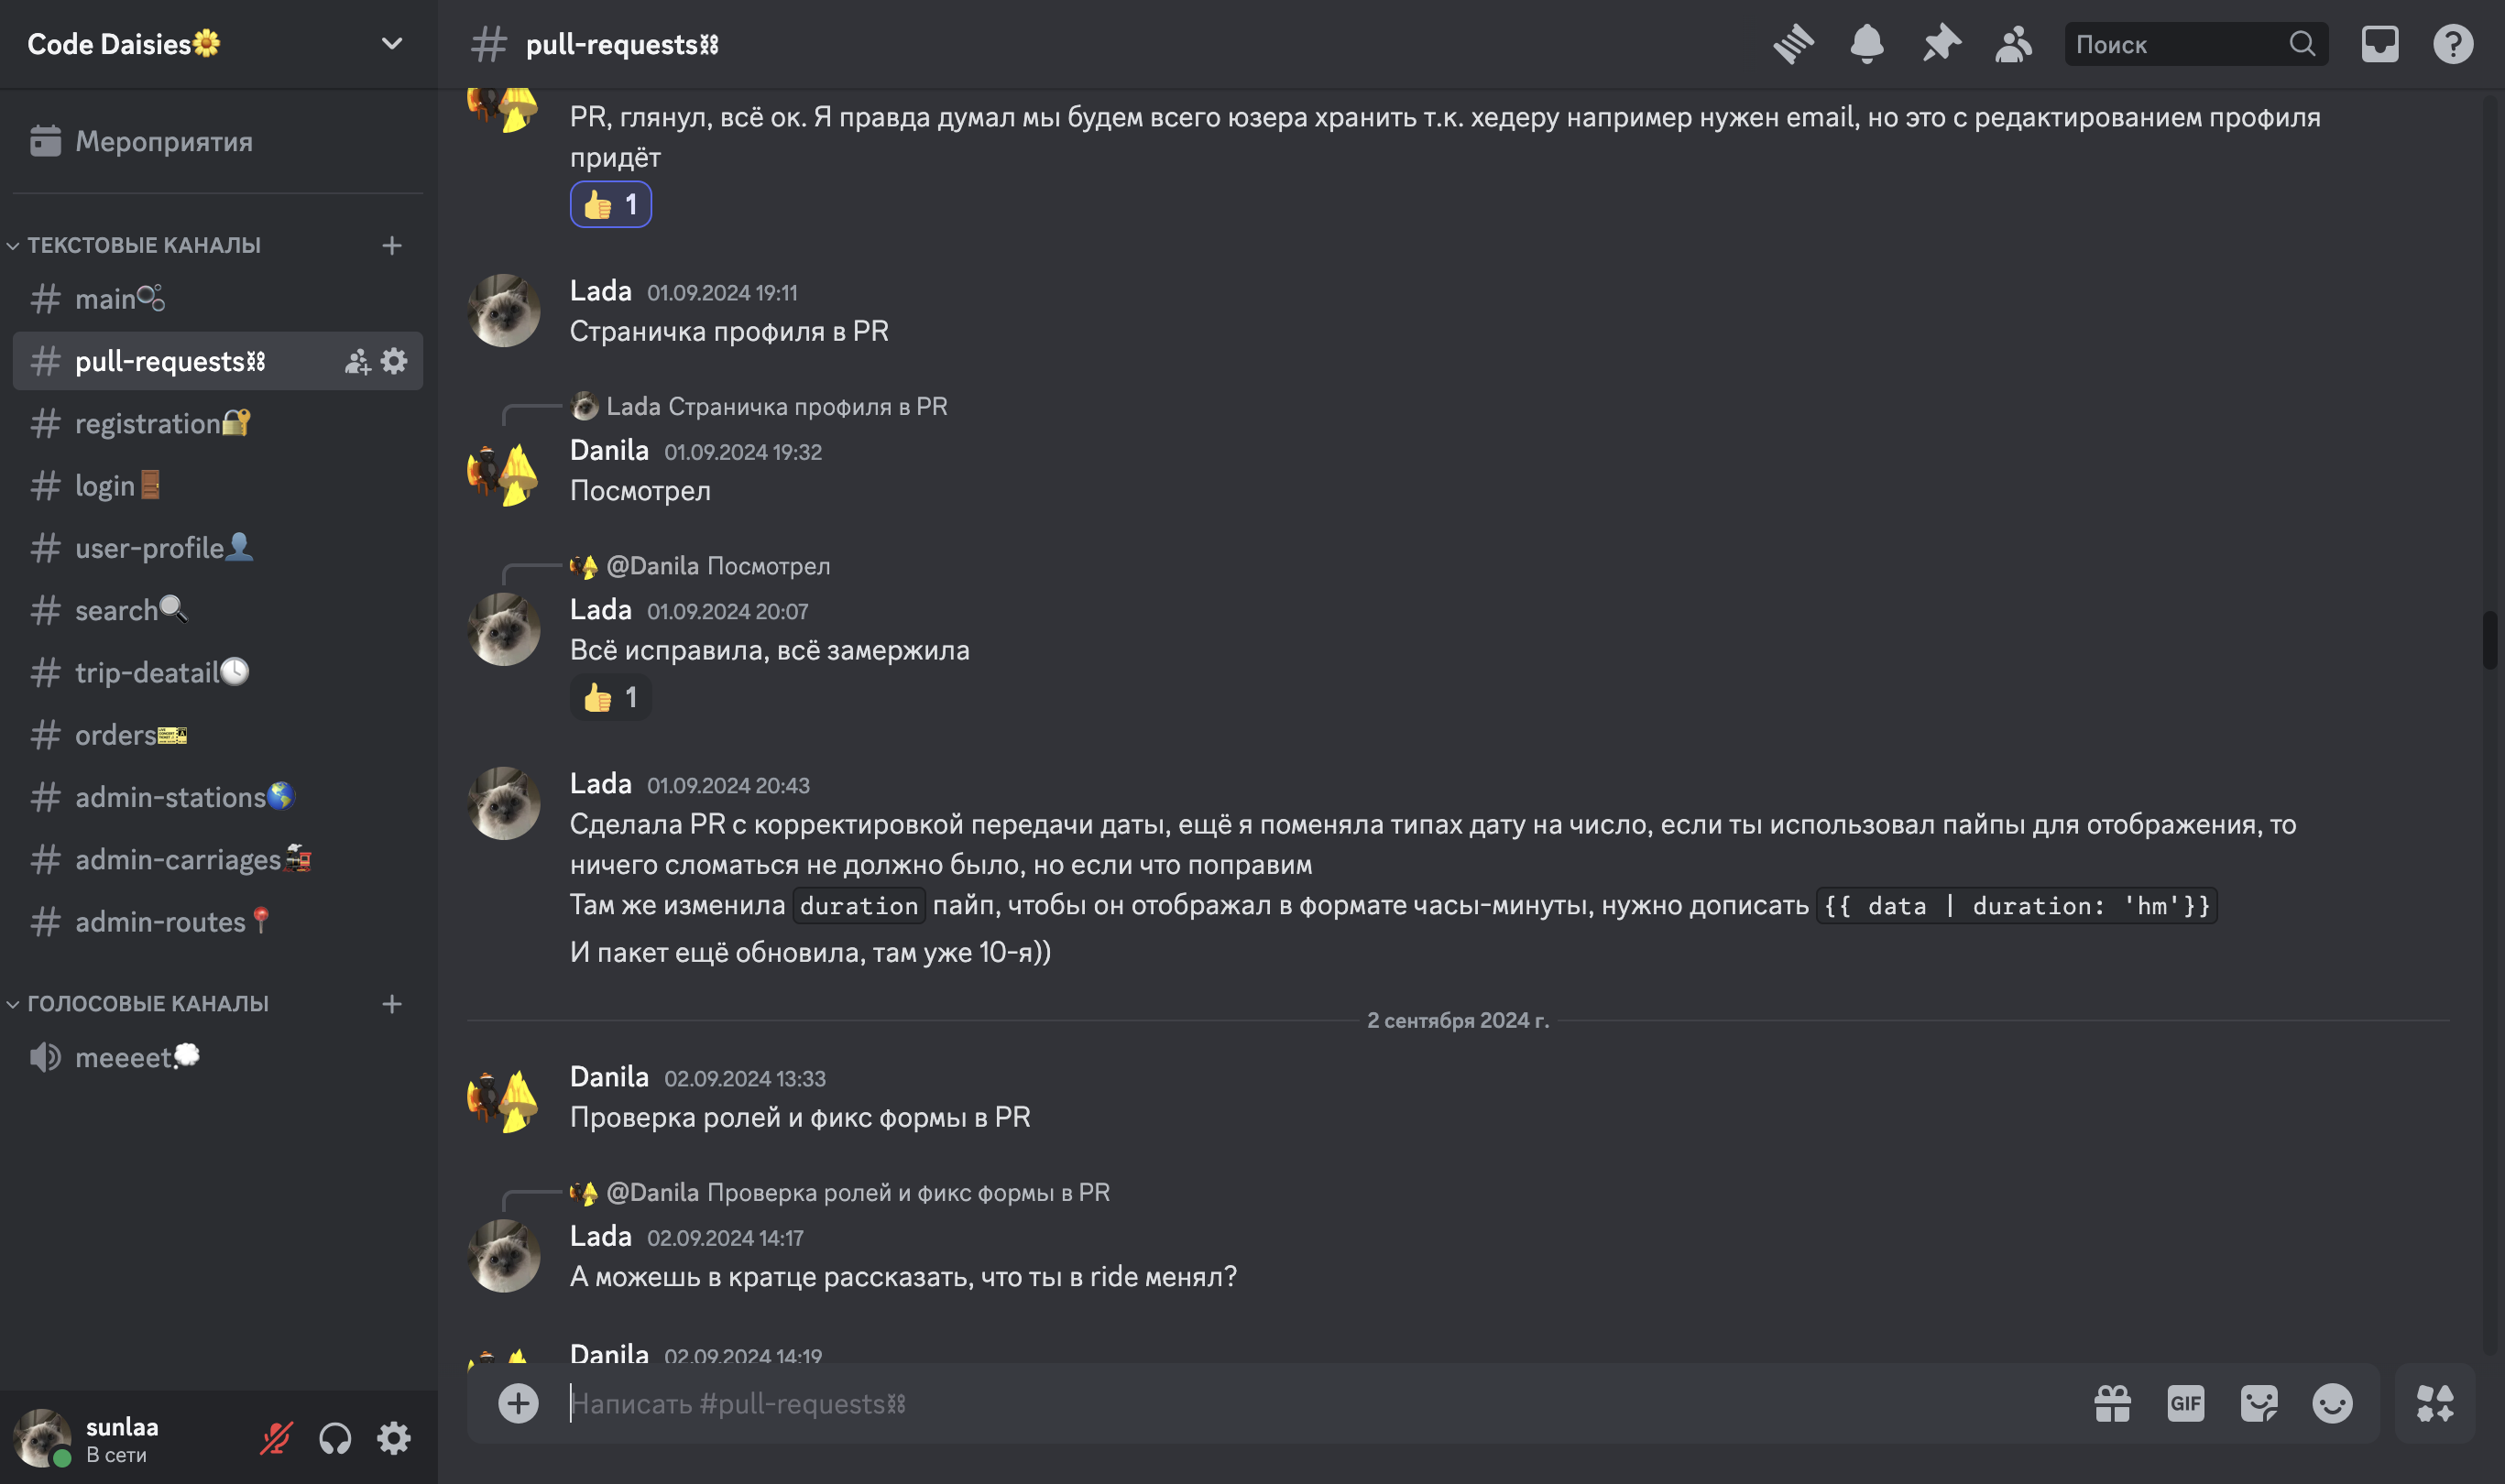 Code Daisies🌼
Мероприятия
ТЕКСТОВЫЕ КАНАЛЫ
main🫧
pull-requests⛓
registration🔐
login🚪
user-profile👤
search🔍
trip-deatail🕓
orders🎫
admin-stations🌎
admin-carriages🚂
admin-routes📍
ГОЛОСОВЫЕ КАНАЛЫ
meeeet💭
sunlaa
В сети
pull-requests⛓
Поиск
PR, глянул, всё ок. Я правда думал мы будем всего юзера хранить т.к. хедеру например нужен email, но это с редактированием профиля
придёт
👍 1
Lada 01.09.2024 19:11
Страничка профиля в PR
Lada Страничка профиля в PR
Danila 01.09.2024 19:32
Посмотрел
@Danila Посмотрел
Lada 01.09.2024 20:07
Всё исправила, всё замержила
👍 1
Lada 01.09.2024 20:43
Сделала PR с корректировкой передачи даты, ещё я поменяла типах дату на число, если ты использовал пайпы для отображения, то
ничего сломаться не должно было, но если что поправим
Там же изменила duration пайп, чтобы он отображал в формате часы-минуты, нужно дописать {{ data | duration: 'hm'}}
И пакет ещё обновила, там уже 10-я))
2 сентября 2024 г.
Danila 02.09.2024 13:33
Проверка ролей и фикс формы в PR
@Danila Проверка ролей и фикс формы в PR
Lada 02.09.2024 14:17
А можешь в кратце рассказать, что ты в ride менял?
Danila 02.09.2024 14:19
Написать #pull-requests⛓
GIF